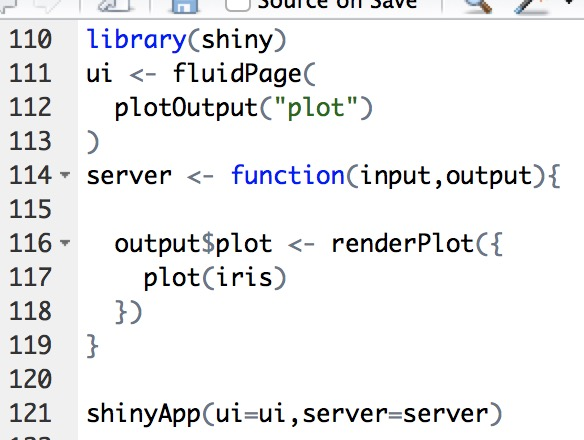 Source on Save
110 library(shiny)
111 ui <- fluidPage(
112   plotOutput("plot")
113 )
114 server <- function(input,output){
115
116   output$plot <- renderPlot({
117     plot(iris)
118   })
119 }
120
121 shinyApp(ui=ui,server=server)